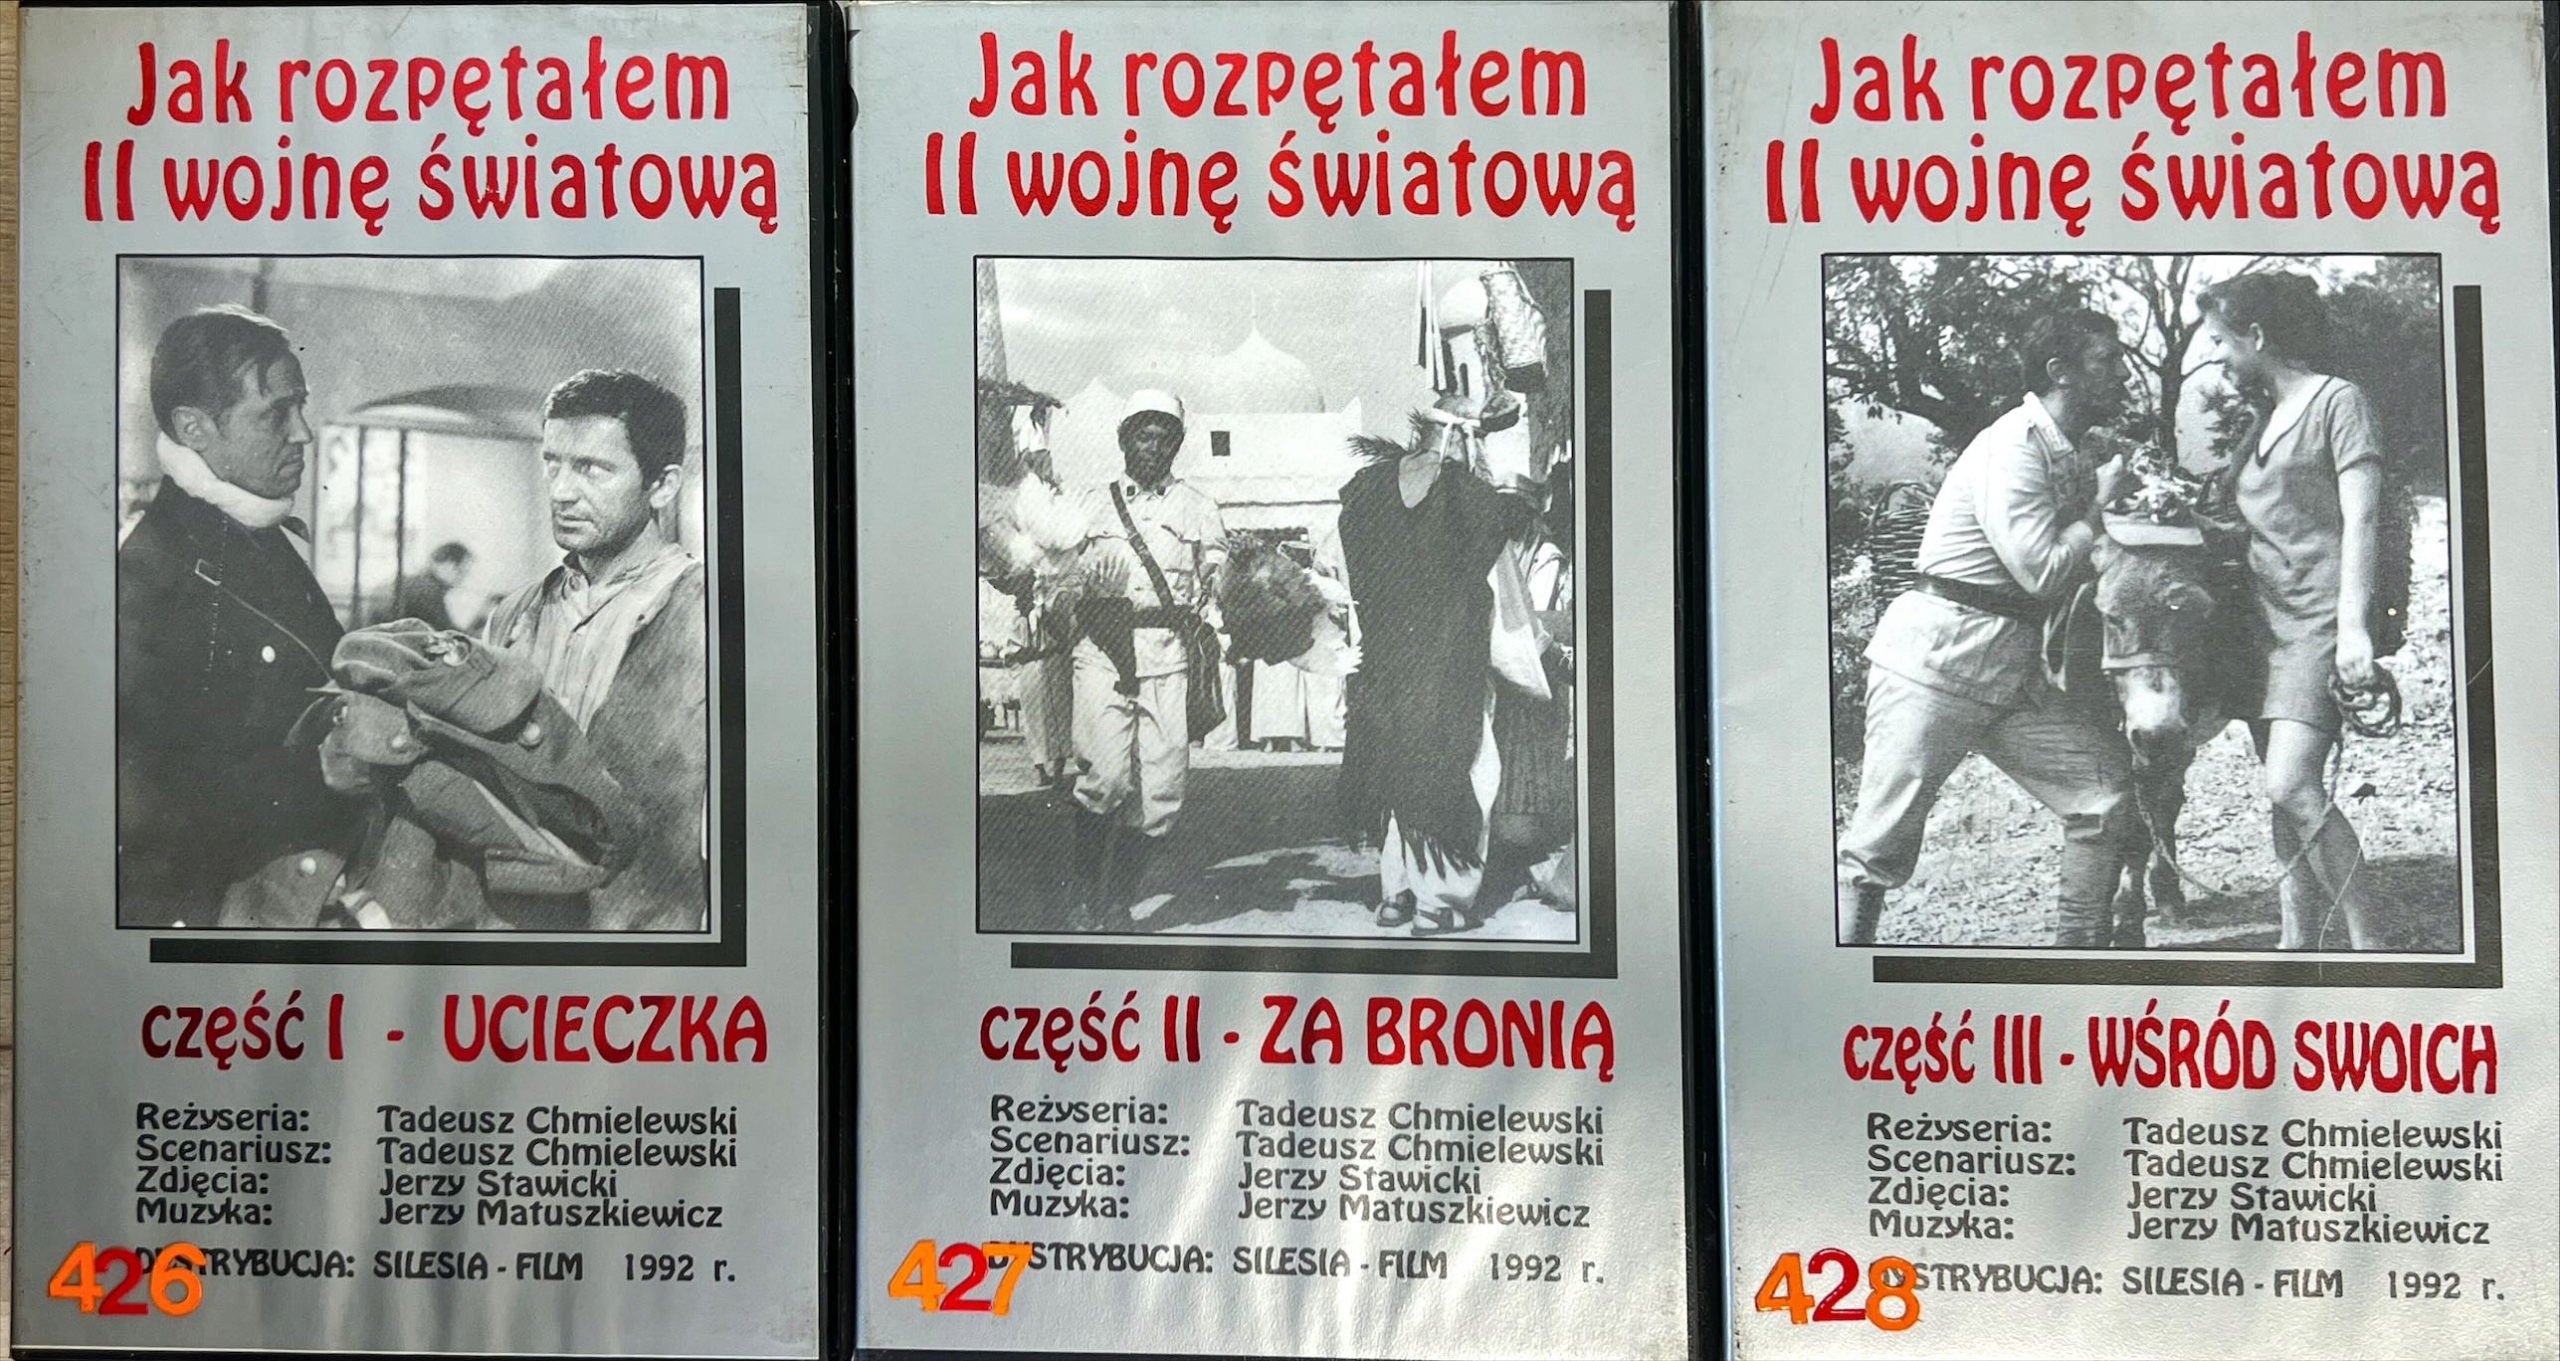 Jak rozpętałem
II wojnę światową
część I - UCIECZKA
Reżyseria: Tadeusz Chmielewski
Scenariusz: Tadeusz Chmielewski
Zdjęcia: Jerzy Stawicki
Muzyka: Jerzy Matuszkiewicz
DYSTRYBUCJA: SILESIA - FILM 1992 r.
426
Jak rozpętałem
II wojnę światową
część II - ZA BRONIĄ
Reżyseria: Tadeusz Chmielewski
Scenariusz: Tadeusz Chmielewski
Zdjęcia: Jerzy Stawicki
Muzyka: Jerzy Matuszkiewicz
DYSTRYBUCJA: SILESIA - FILM 1992 r.
427
Jak rozpętałem
II wojnę światową
część III - WŚRÓD SWOICH
Reżyseria: Tadeusz Chmielewski
Scenariusz: Tadeusz Chmielewski
Zdjęcia: Jerzy Stawicki
Muzyka: Jerzy Matuszkiewicz
DYSTRYBUCJA: SILESIA - FILM 1992 r.
428